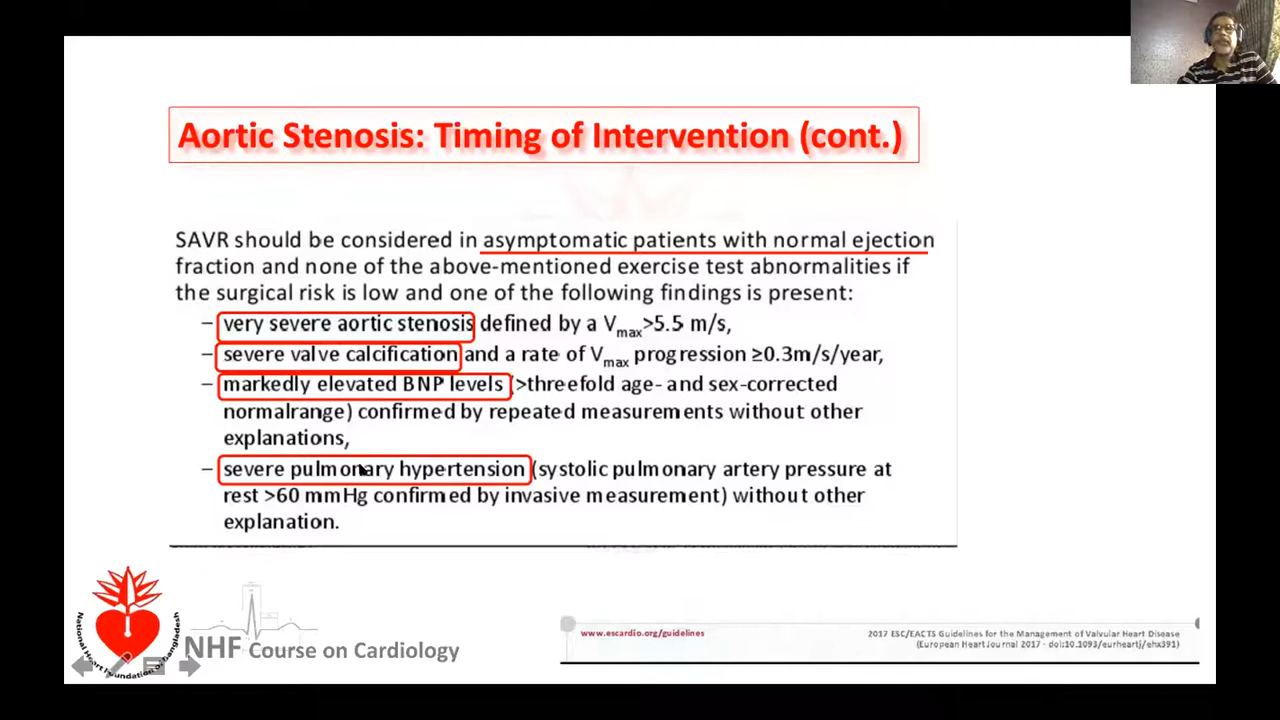 Aortic Stenosis: Timing of Intervention (cont.)
SAVR should be considered in asymptomatic patients with normal ejection
fraction and none of the above-mentioned exercise test abnormalities if
the surgical risk is low and one of the following findings is present:
– very severe aortic stenosis defined by a Vmax>5.5 m/s,
– severe valve calcification and a rate of Vmax progression ≥0.3m/s/year,
– markedly elevated BNP levels (>threefold age- and sex-corrected
normalrange) confirmed by repeated measurements without other
explanations,
– severe pulmonary hypertension (systolic pulmonary artery pressure at
rest >60 mmHg confirmed by invasive measurement) without other
explanation.
National Heart Foundation of Bangladesh
NHF Course on Cardiology
www.escardio.org/guidelines
2017 ESC/EACTS Guidelines for the Management of Valvular Heart Disease
(European Heart Journal 2017 - doi:10.1093/eurheartj/ehx391)